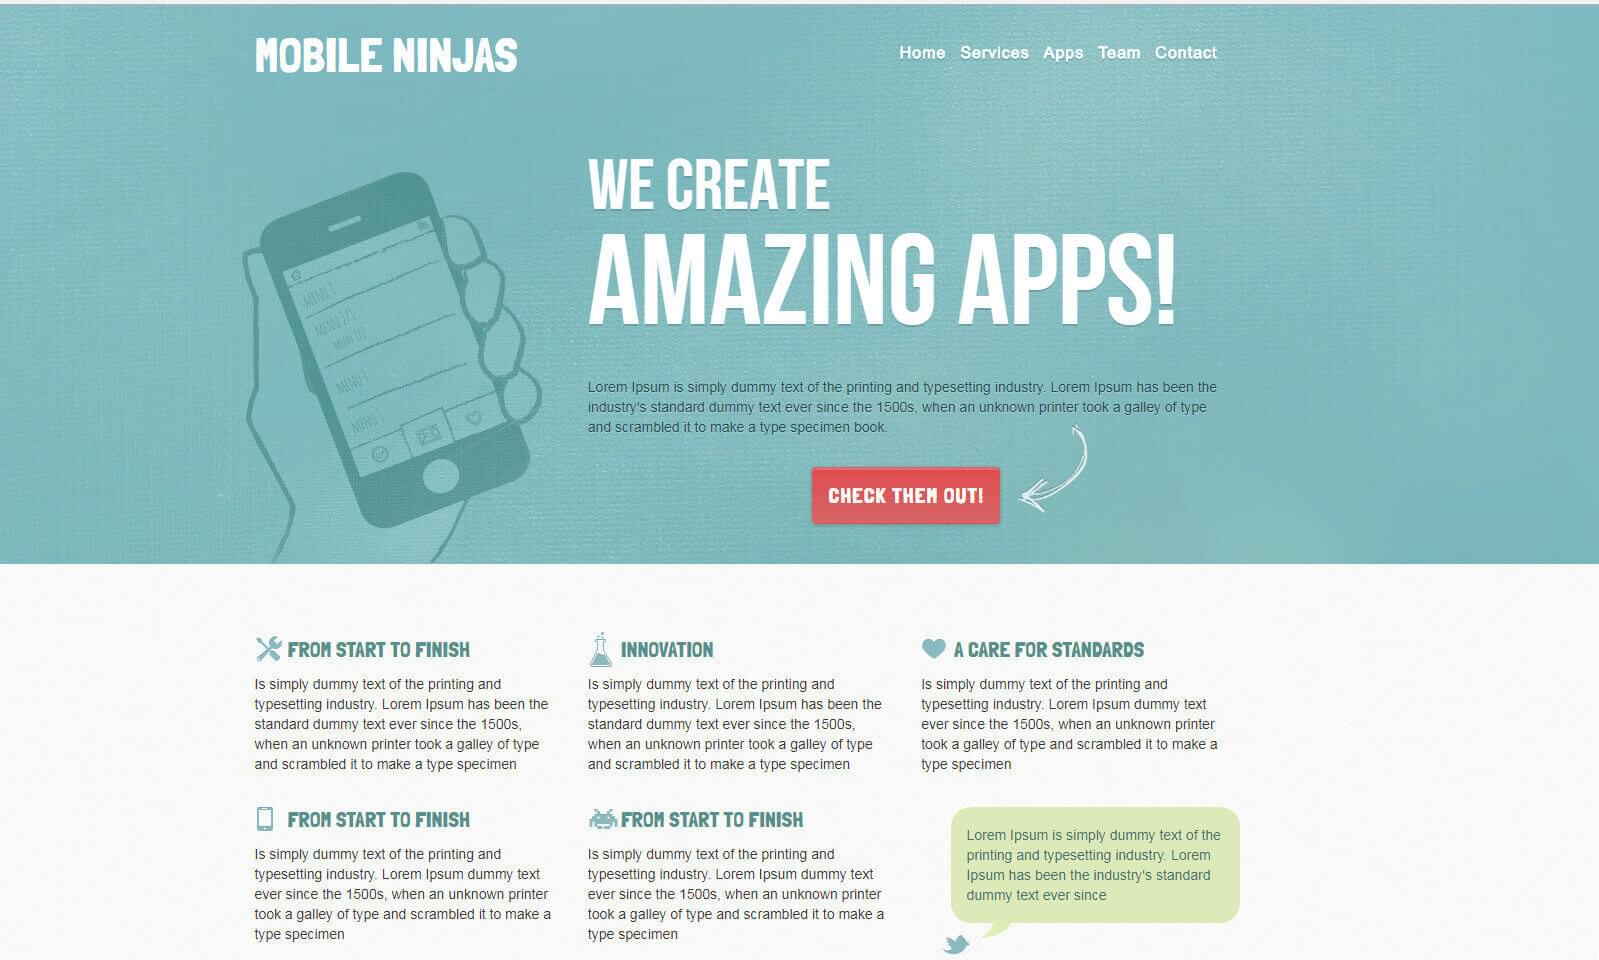 MOBILE NINJAS
Home Services Apps Team Contact
WE CREATE
AMAZING APPS!
MENU 1
MENU 2/1
MENU 2/2
MENU 1
MENU 1
Lorem Ipsum is simply dummy text of the printing and typesetting industry. Lorem Ipsum has been the
industry's standard dummy text ever since the 1500s, when an unknown printer took a galley of type
and scrambled it to make a type specimen book.
CHECK THEM OUT!
FROM START TO FINISH
Is simply dummy text of the printing and
typesetting industry. Lorem Ipsum has been the
standard dummy text ever since the 1500s,
when an unknown printer took a galley of type
and scrambled it to make a type specimen
INNOVATION
Is simply dummy text of the printing and
typesetting industry. Lorem Ipsum has been the
standard dummy text ever since the 1500s,
when an unknown printer took a galley of type
and scrambled it to make a type specimen
A CARE FOR STANDARDS
Is simply dummy text of the printing and
typesetting industry. Lorem Ipsum dummy text
ever since the 1500s, when an unknown printer
took a galley of type and scrambled it to make a
type specimen
FROM START TO FINISH
Is simply dummy text of the printing and
typesetting industry. Lorem Ipsum dummy text
ever since the 1500s, when an unknown printer
took a galley of type and scrambled it to make a
type specimen
FROM START TO FINISH
Is simply dummy text of the printing and
typesetting industry. Lorem Ipsum dummy text
ever since the 1500s, when an unknown printer
took a galley of type and scrambled it to make a
type specimen
Lorem Ipsum is simply dummy text of the
printing and typesetting industry. Lorem
Ipsum has been the industry's standard
dummy text ever since